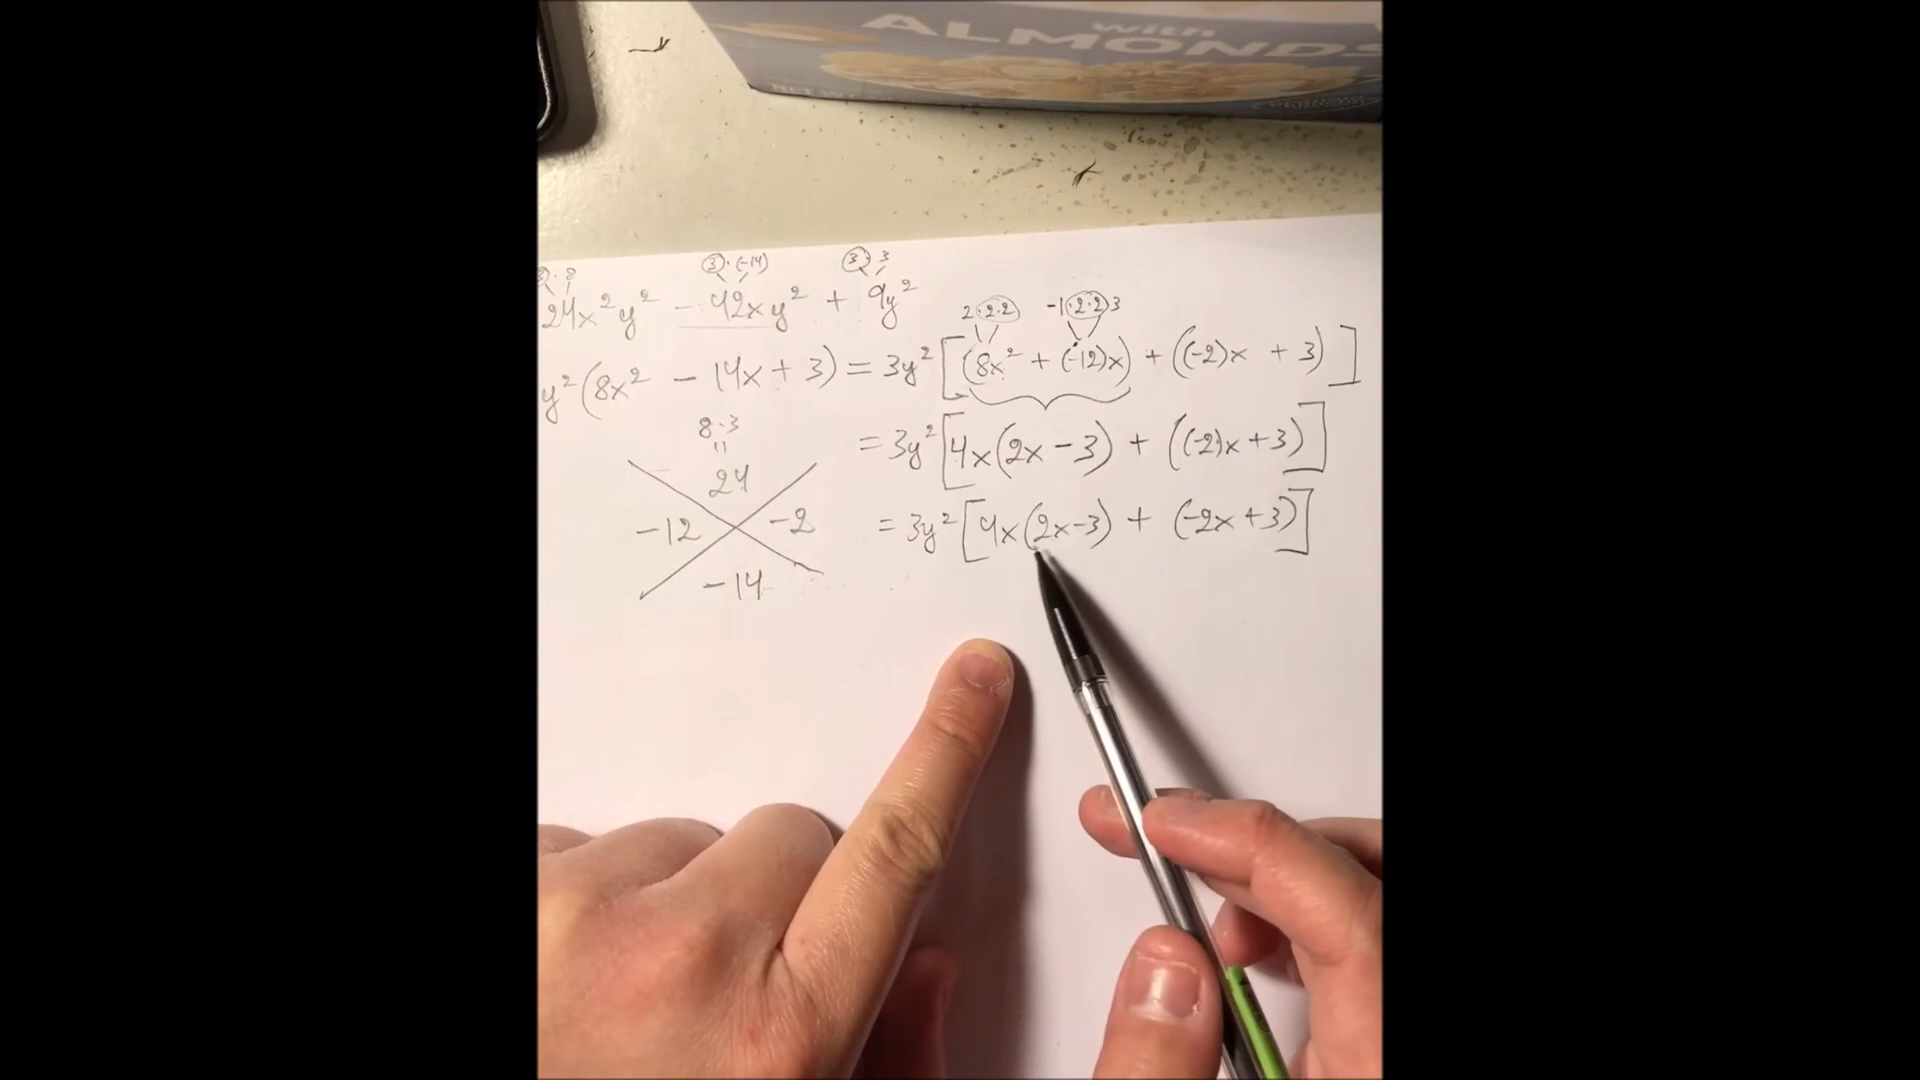 with
ALMONDS
3 · (-14) 3 · 3
· 8
24x²y² - 42xy² + 9y²
2·2·2 -1·2·2·3
y²(8x² - 14x + 3) = 3y²[(8x² + (-12)x) + ((-2)x + 3)]
8·3
= 3y²[4x(2x - 3) + ((-2)x + 3)]
24
-12 -2
= 3y²[4x(2x-3) + (-2x+3)]
-14